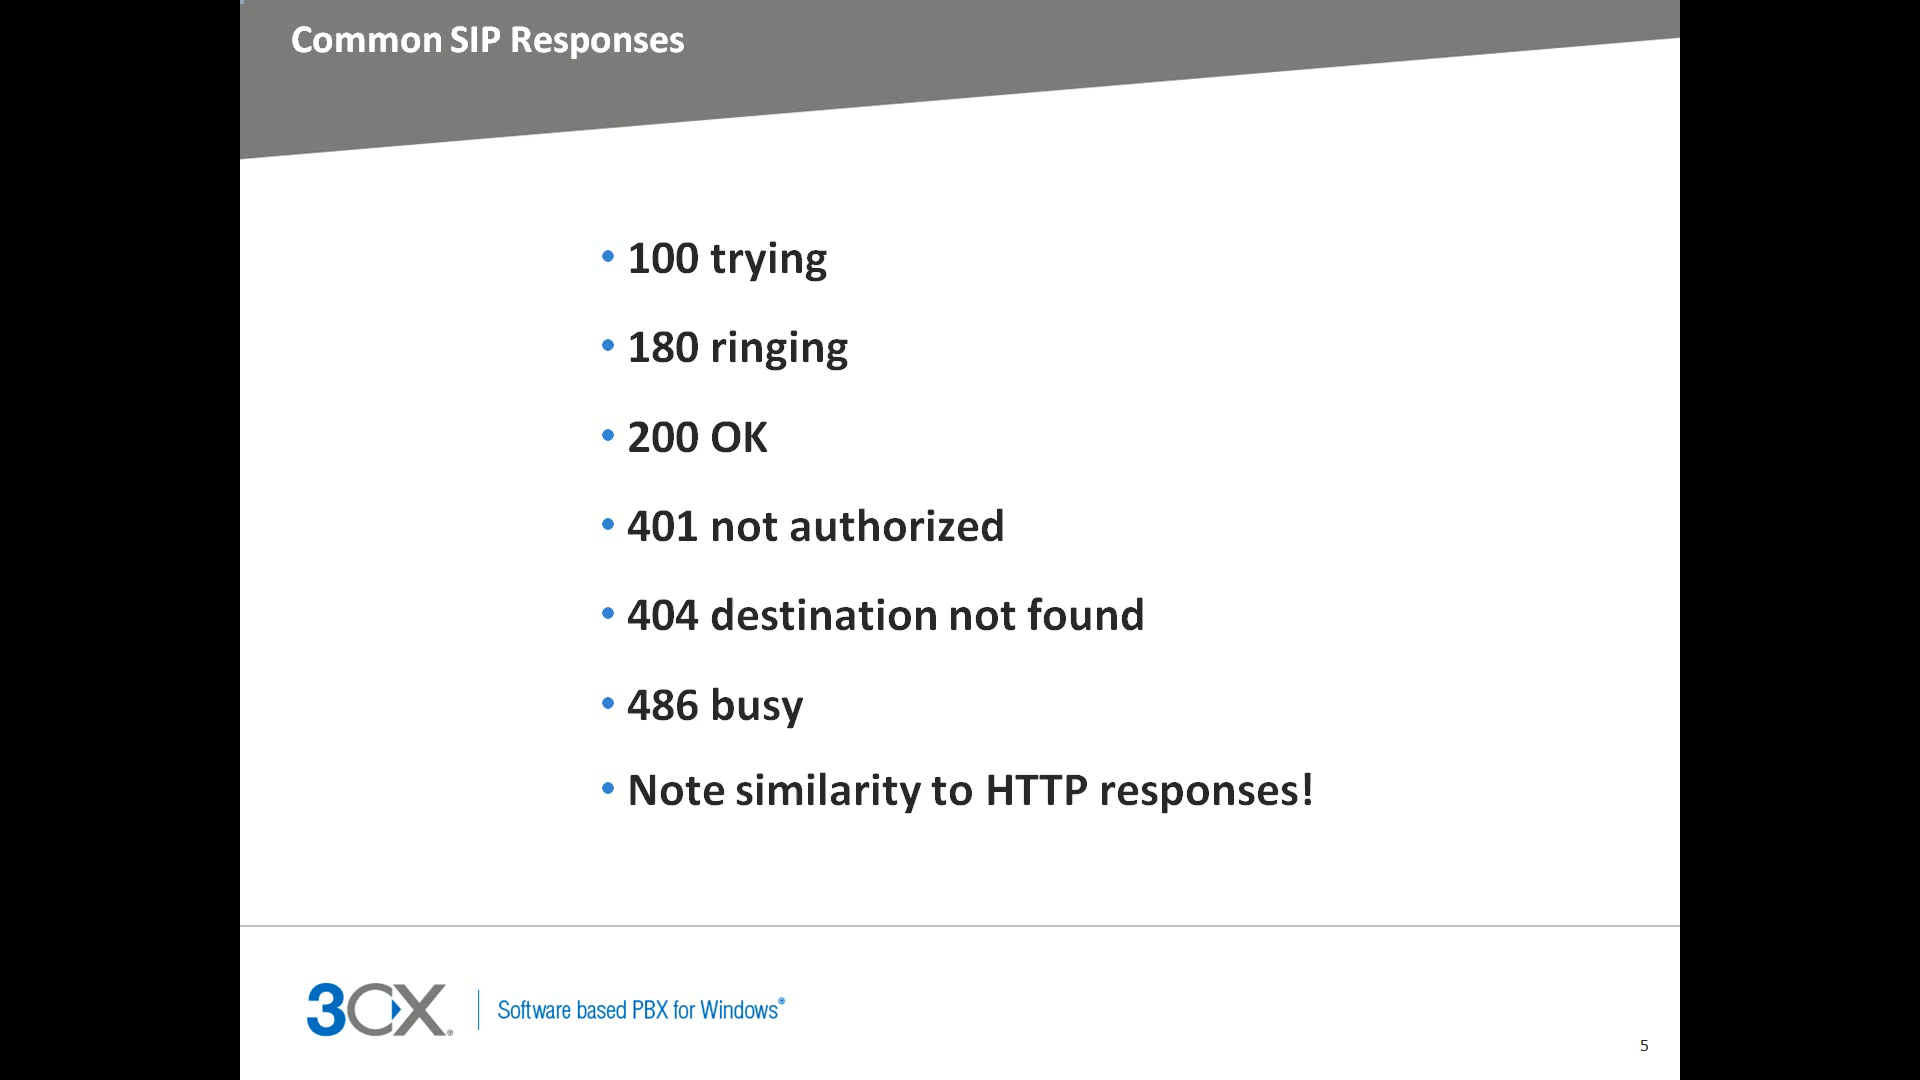 Common SIP Responses
• 100 trying
• 180 ringing
• 200 OK
• 401 not authorized
• 404 destination not found
• 486 busy
• Note similarity to HTTP responses!
3CX® | Software based PBX for Windows®
5